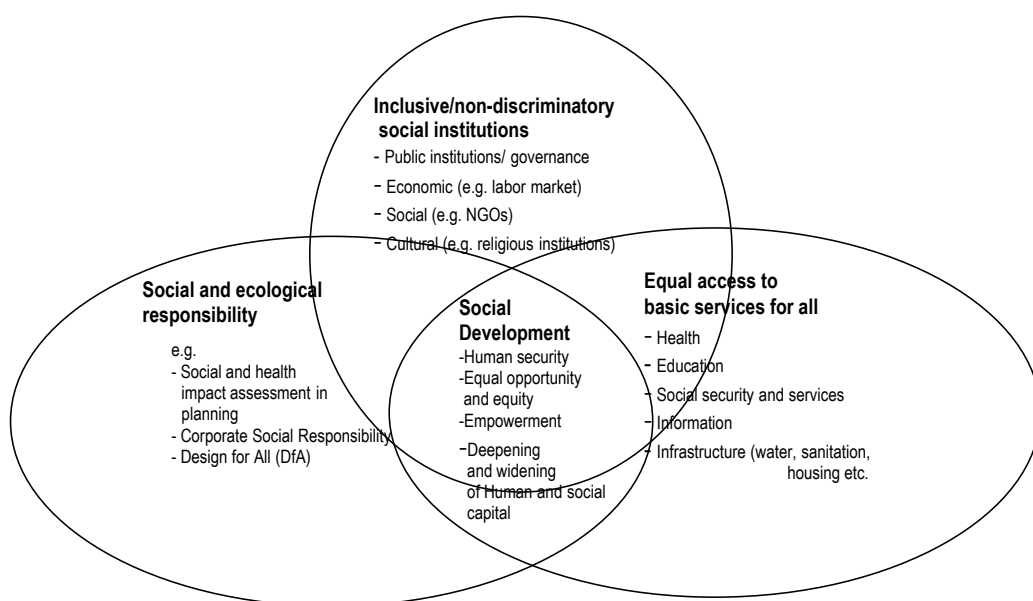 Inclusive/non-discriminatory
social institutions
- Public institutions/ governance
- Economic (e.g. labor market)
- Social (e.g. NGOs)
- Cultural (e.g. religious institutions)
Social and ecological
responsibility
e.g.
- Social and health
impact assessment in
planning
- Corporate Social Responsibility
- Design for All (DfA)
Social
Development
-Human security
-Equal opportunity
and equity
-Empowerment
-Deepening
and widening
of Human and social
capital
Equal access to
basic services for all
- Health
- Education
- Social security and services
- Information
- Infrastructure (water, sanitation,
housing etc.